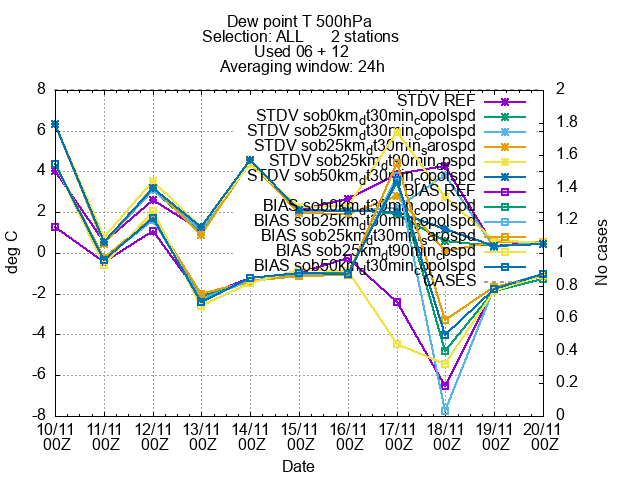 Dew point T 500hPa
Selection: ALL 2 stations
Used 06 + 12
Averaging window: 24h
8 6 4 2 0 -2 -4 -6 -8
deg C
2 1.8 1.6 1.4 1.2 1 0.8 0.6 0.4 0.2 0
No cases
STDV REF
STDV sob0km_dt30min_copolspd
STDV sob25km_dt30min_copolspd
STDV sob25km_dt30min_sarospd
STDV sob25km_dt90min_cpspd
STDV sob50km_dt30min_copolspd
BIAS REF
BIAS sob0km_dt30min_copolspd
BIAS sob25km_dt30min_copolspd
BIAS sob25km_dt30min_sarospd
BIAS sob25km_dt90min_cpspd
BIAS sob50km_dt30min_copolspd
CASES
10/11 11/11 12/11 13/11 14/11 15/11 16/11 17/11 18/11 19/11 20/11
00Z 00Z 00Z 00Z 00Z 00Z 00Z 00Z 00Z 00Z 00Z
Date